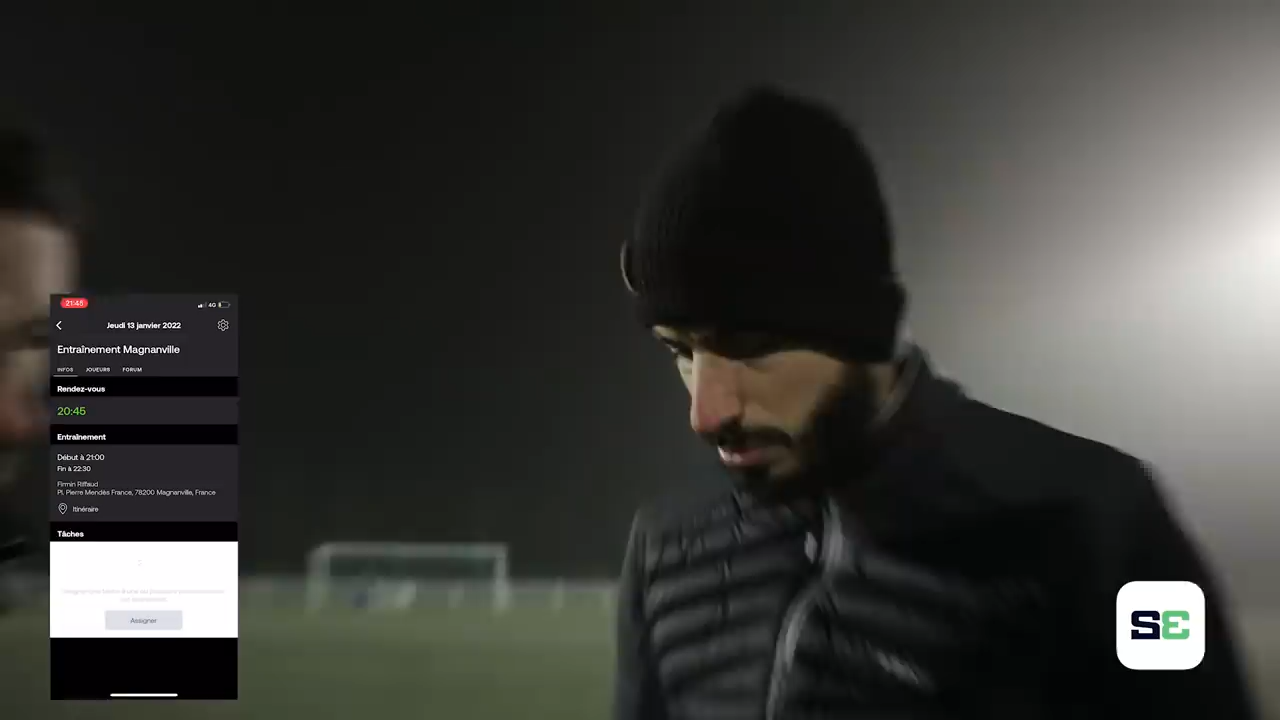 21:45
4G
Jeudi 13 janvier 2022
Entraînement Magnanville
INFOS JOUEURS FORUM
Rendez-vous
20:45
Entraînement
Début à 21:00
Fin à 22:30
Firmin Riffaud
Pl. Pierre Mendès France, 78200 Magnanville, France
Itinéraire
Tâches
Assigner
SE